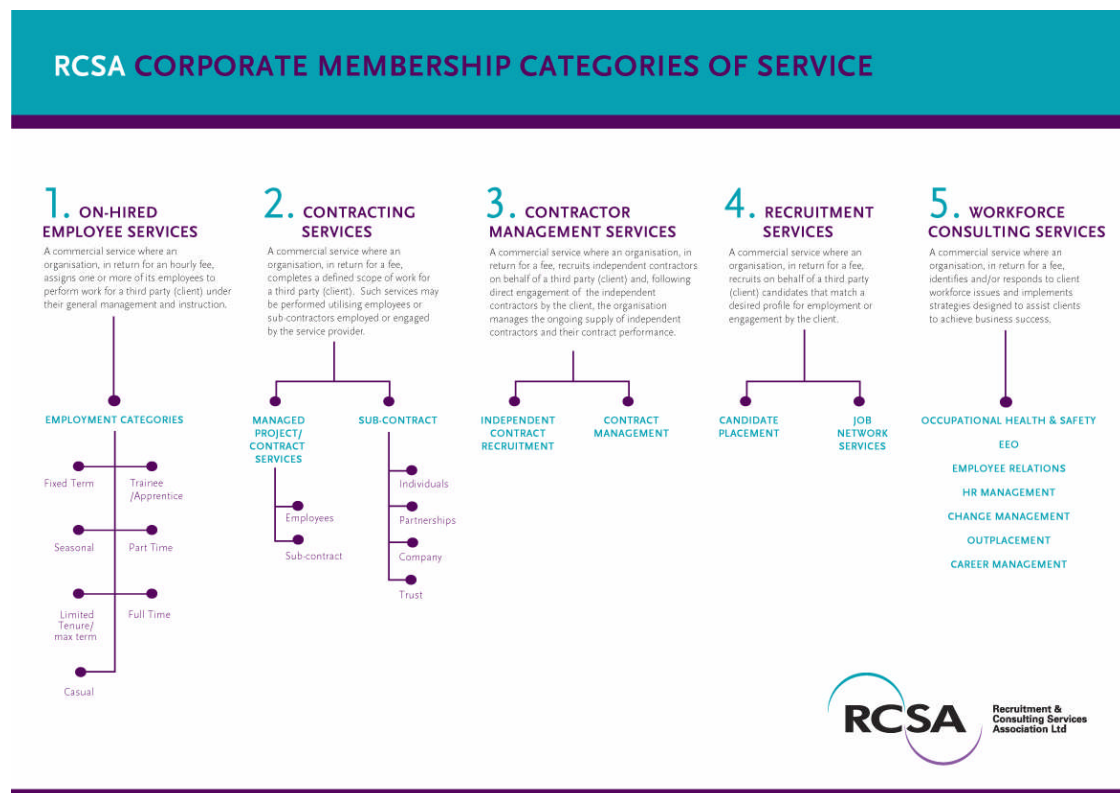 RCSA CORPORATE MEMBERSHIP CATEGORIES OF SERVICE
1. ON-HIRED
EMPLOYEE SERVICES
A commercial service where an
organisation, in return for an hourly fee,
assigns one or more of its employees to
perform work for a third party (client) under
their general management and instruction.
EMPLOYMENT CATEGORIES
Fixed Term
Trainee
/Apprentice
Seasonal
Part Time
Limited
Tenure/
max term
Full Time
Casual
2. CONTRACTING
SERVICES
A commercial service where an
organisation, in return for a fee,
completes a defined scope of work for
a third party (client). Such services may
be performed utilising employees or
sub-contractors employed or engaged
by the service provider.
MANAGED
PROJECT/
CONTRACT
SERVICES
Employees
Sub-contract
SUB-CONTRACT
Individuals
Partnerships
Company
Trust
3. CONTRACTOR
MANAGEMENT SERVICES
A commercial service where an organisation, in
return for a fee, recruits independent contractors
on behalf of a third party (client) and, following
direct engagement of the independent
contractors by the client, the organisation
manages the ongoing supply of independent
contractors and their contract performance.
INDEPENDENT
CONTRACT
RECRUITMENT
CONTRACT
MANAGEMENT
4. RECRUITMENT
SERVICES
A commercial service where an
organisation, in return for a fee,
recruits on behalf of a third party
(client) candidates that match a
desired profile for employment or
engagement by the client.
CANDIDATE
PLACEMENT
JOB
NETWORK
SERVICES
5. WORKFORCE
CONSULTING SERVICES
A commercial service where an
organisation, in return for a fee,
identifies and/or responds to client
workforce issues and implements
strategies designed to assist clients
to achieve business success.
OCCUPATIONAL HEALTH & SAFETY
EEO
EMPLOYEE RELATIONS
HR MANAGEMENT
CHANGE MANAGEMENT
OUTPLACEMENT
CAREER MANAGEMENT
RCSA
Recruitment &
Consulting Services
Association Ltd